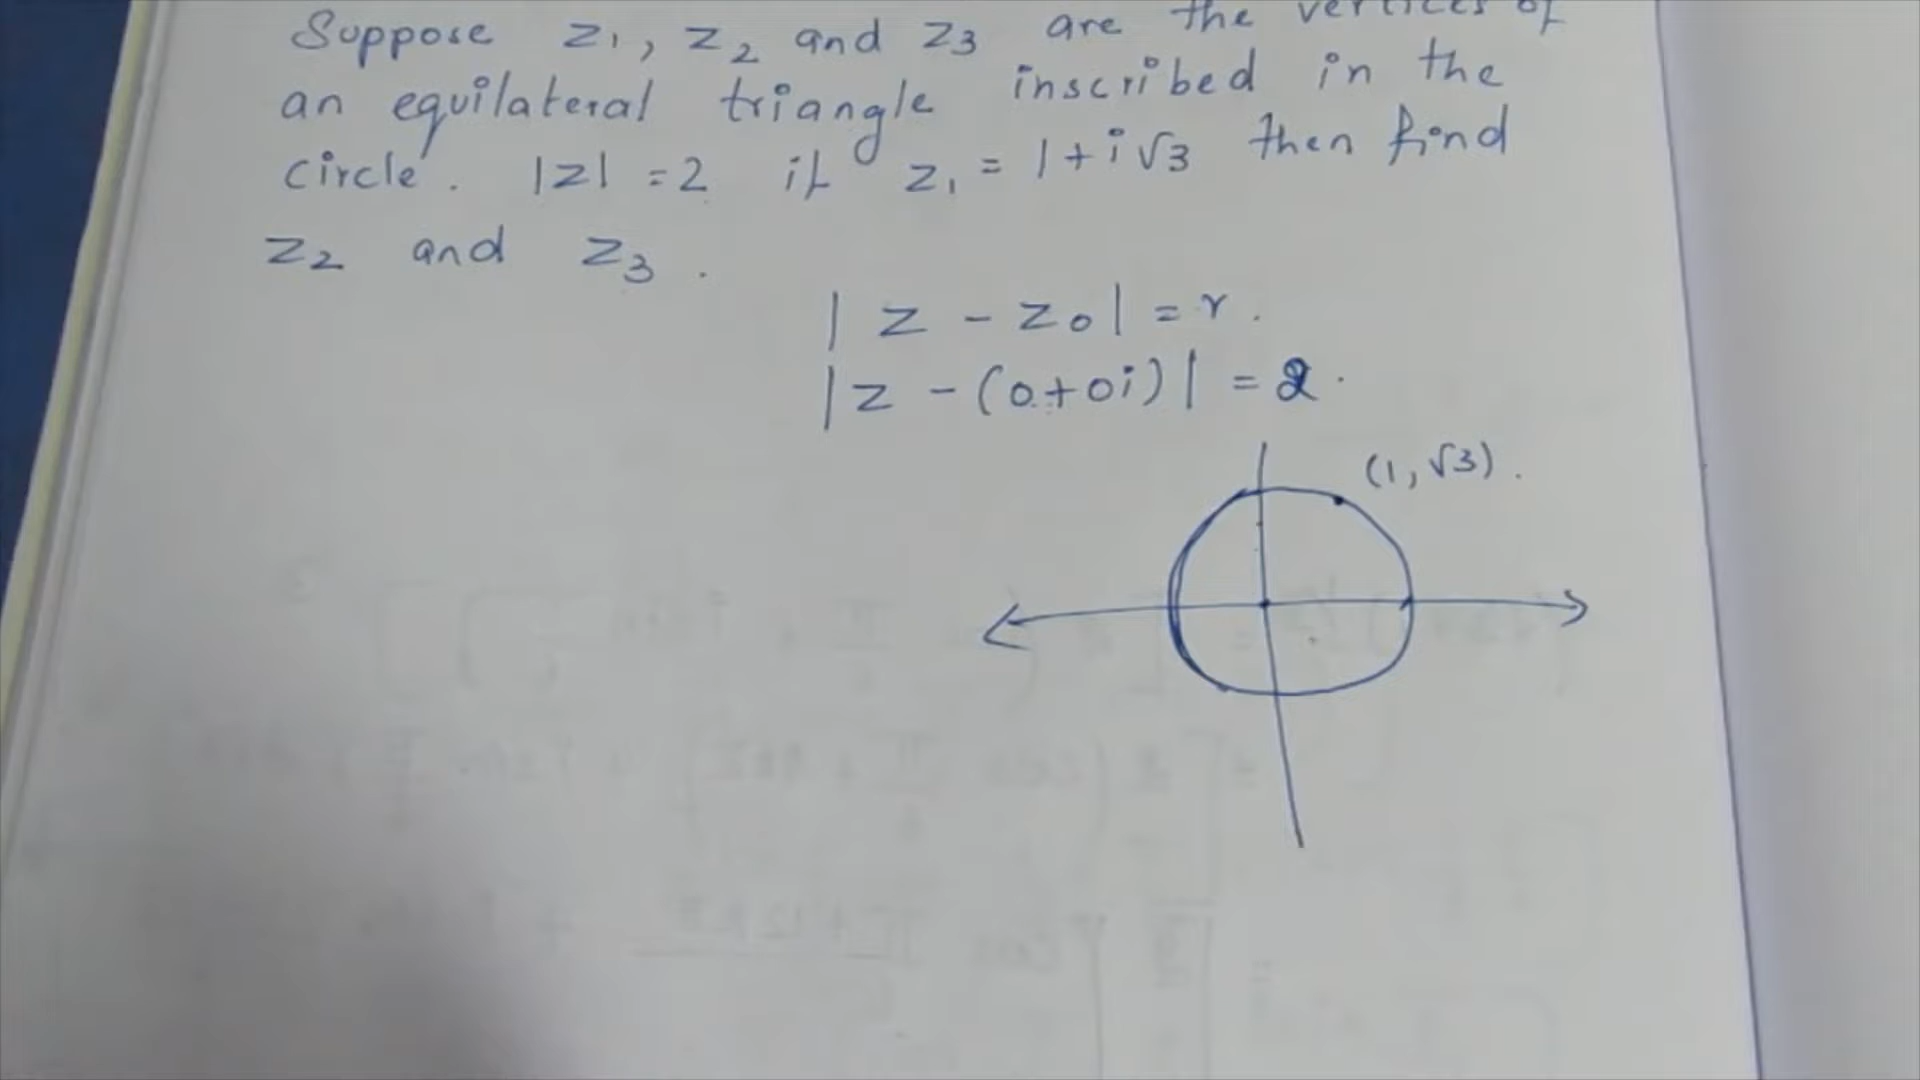 Suppose z₁, z₂ and z₃ are the vertices of
an equilateral triangle inscribed in the
circle. |z| = 2 if z₁ = 1+i√3 then find
z₂ and z₃.
|z - z₀| = r.
|z - (0+0i)| = 2.
(1, √3).